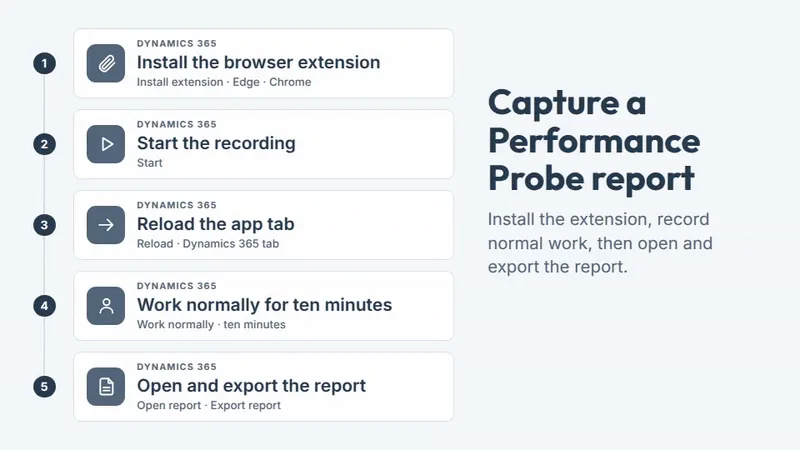 1
DYNAMICS 365
Install the browser extension
Install extension · Edge · Chrome
2
DYNAMICS 365
Start the recording
Start
3
DYNAMICS 365
Reload the app tab
Reload · Dynamics 365 tab
4
DYNAMICS 365
Work normally for ten minutes
Work normally · ten minutes
5
DYNAMICS 365
Open and export the report
Open report · Export report
Capture a
Performance
Probe report
Install the extension, record
normal work, then open and
export the report.